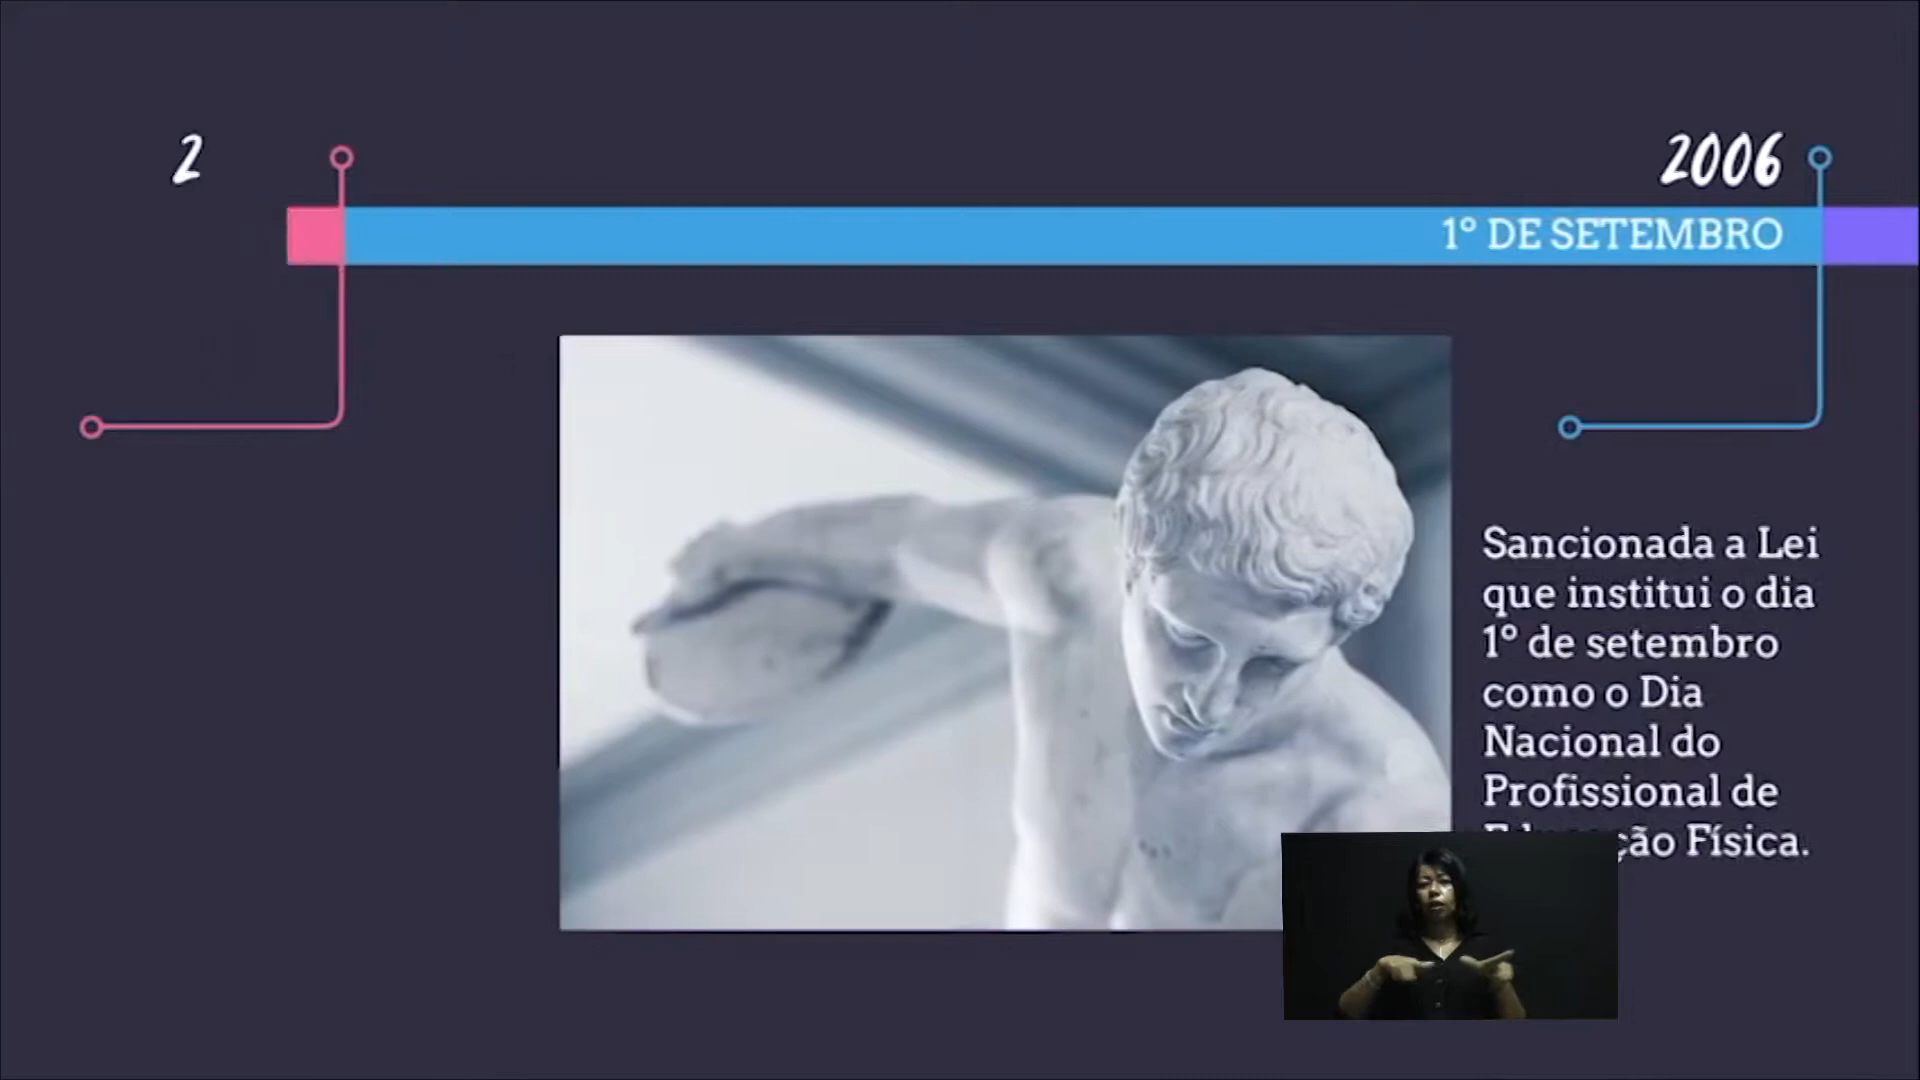 2
2006
1º DE SETEMBRO
Sancionada a Lei
que institui o dia
1º de setembro
como o Dia
Nacional do
Profissional de
Física.